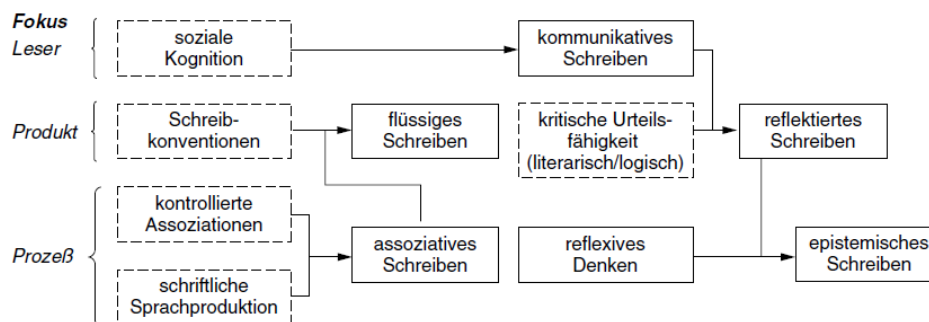 Fokus
Leser
soziale
Kognition
kommunikatives
Schreiben
Produkt
Schreib-
konventionen
flüssiges
Schreiben
kritische Urteils-
fähigkeit
(literarisch/logisch)
reflektiertes
Schreiben
Prozeß
kontrollierte
Assoziationen
schriftliche
Sprachproduktion
assoziatives
Schreiben
reflexives
Denken
epistemisches
Schreiben